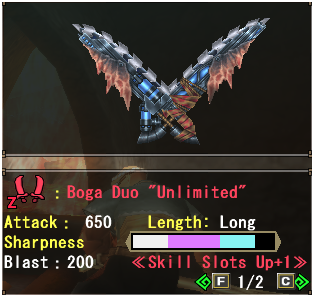 Z : Boga Duo "Unlimited"
Attack : 650 Length: Long
Sharpness
Blast : 200 ≪Skill Slots Up+1≫
F 1/2 C